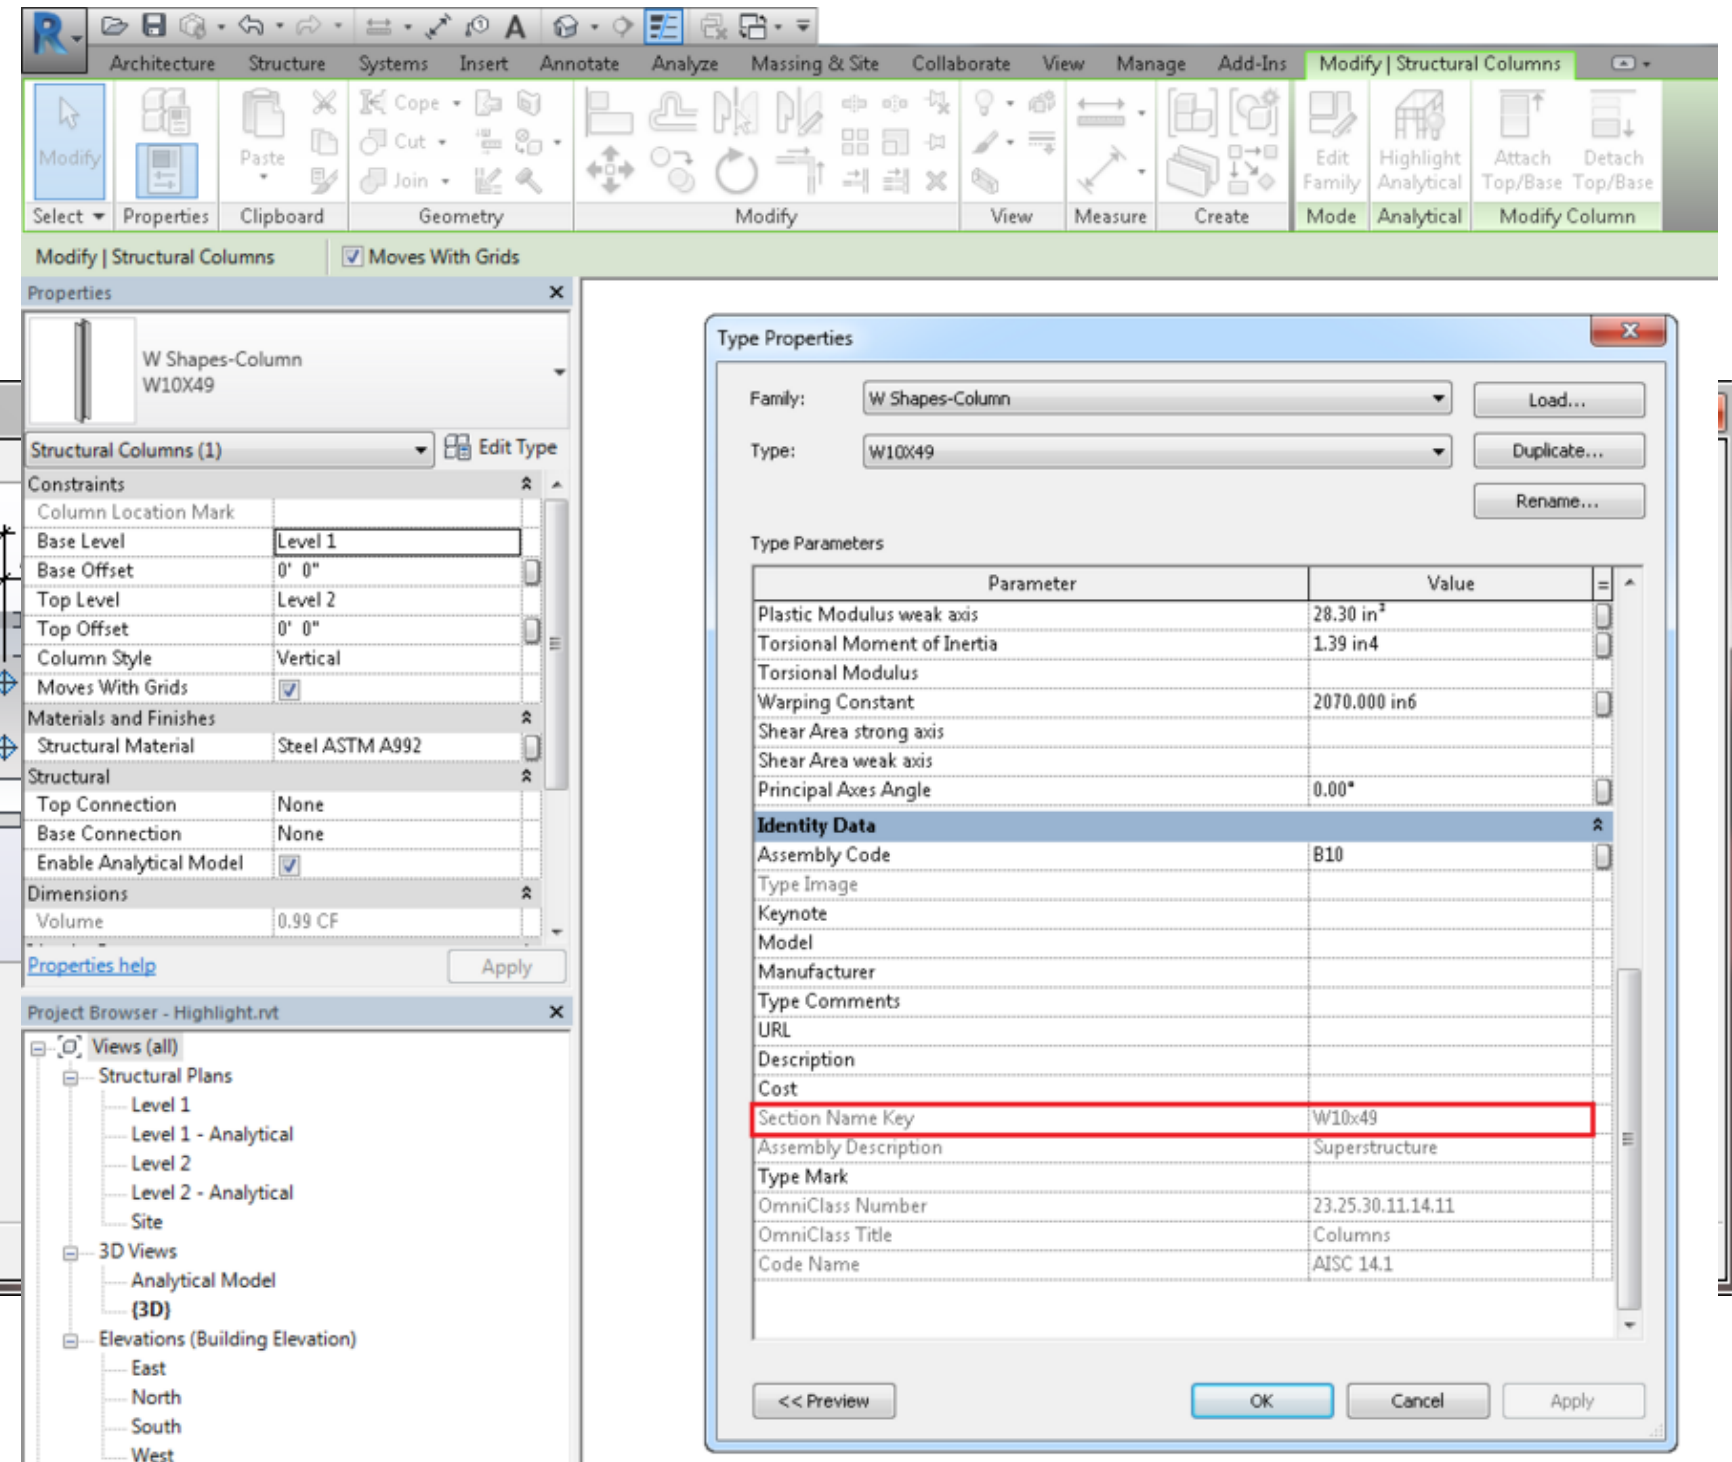 R
A
Architecture Structure Systems Insert Annotate Analyze Massing & Site Collaborate View Manage Add-Ins Modify | Structural Columns
Modify
Paste
Cope
Cut
Join
Edit Family
Highlight Analytical
Attach Top/Base
Detach Top/Base
Select Properties Clipboard Geometry Modify View Measure Create Mode Analytical Modify Column
Modify | Structural Columns Moves With Grids
Properties
W Shapes-Column
W10X49
Structural Columns (1) Edit Type
Constraints
Column Location Mark
Base Level Level 1
Base Offset 0' 0"
Top Level Level 2
Top Offset 0' 0"
Column Style Vertical
Moves With Grids
Materials and Finishes
Structural Material Steel ASTM A992
Structural
Top Connection None
Base Connection None
Enable Analytical Model
Dimensions
Volume 0.99 CF
Properties help Apply
Project Browser - Highlight.rvt
Views (all)
Structural Plans
Level 1
Level 1 - Analytical
Level 2
Level 2 - Analytical
Site
3D Views
Analytical Model
{3D}
Elevations (Building Elevation)
East
North
South
West
Type Properties
Family: W Shapes-Column Load...
Type: W10X49 Duplicate...
Rename...
Type Parameters
Parameter Value =
Plastic Modulus weak axis 28.30 in³
Torsional Moment of Inertia 1.39 in4
Torsional Modulus
Warping Constant 2070.000 in6
Shear Area strong axis
Shear Area weak axis
Principal Axes Angle 0.00°
Identity Data
Assembly Code B10
Type Image
Keynote
Model
Manufacturer
Type Comments
URL
Description
Cost
Section Name Key W10x49
Assembly Description Superstructure
Type Mark
OmniClass Number 23.25.30.11.14.11
OmniClass Title Columns
Code Name AISC 14.1
<< Preview OK Cancel Apply